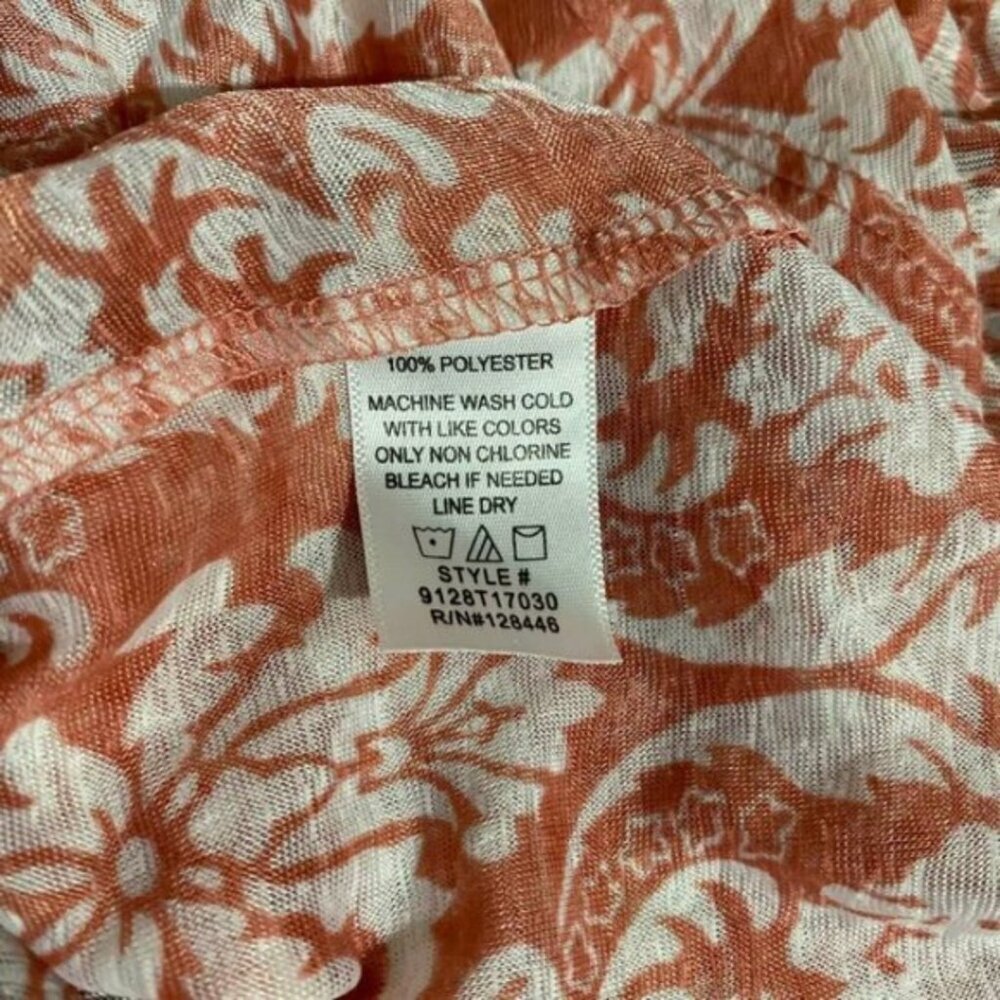 100% POLYESTER
MACHINE WASH COLD
WITH LIKE COLORS
ONLY NON CHLORINE
BLEACH IF NEEDED
LINE DRY
STYLE #
9128T17030
R/N#128446